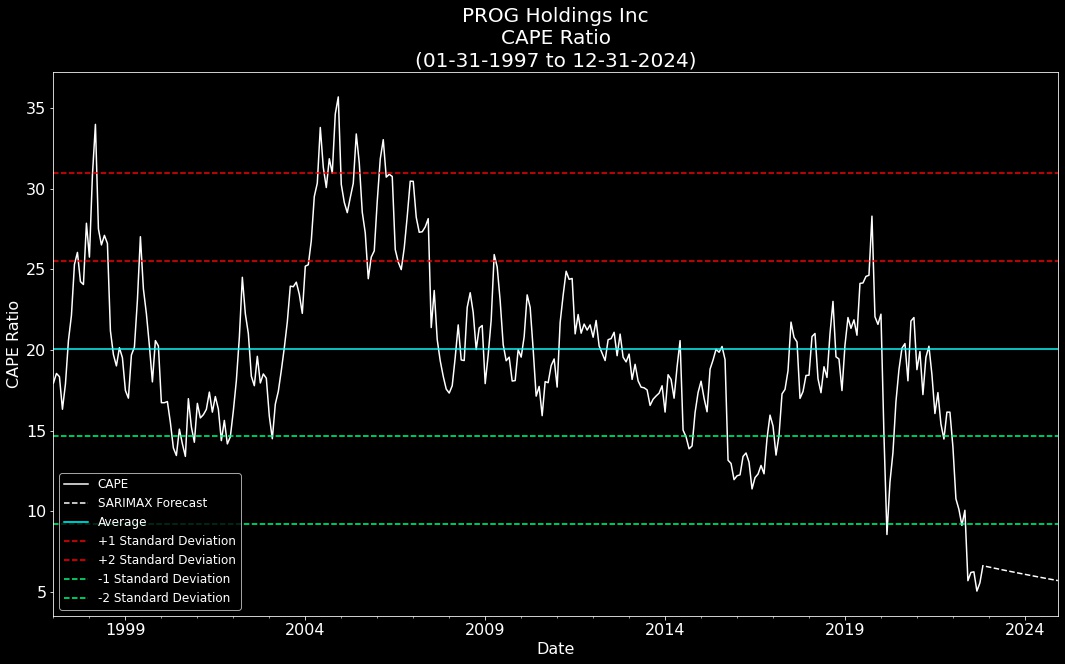 PROG Holdings Inc
CAPE Ratio
(01-31-1997 to 12-31-2024)
CAPE Ratio
35
30
25
20
15
10
5
CAPE
SARIMAX Forecast
Average
+1 Standard Deviation
+2 Standard Deviation
-1 Standard Deviation
-2 Standard Deviation
1999 2004 2009 2014 2019 2024
Date